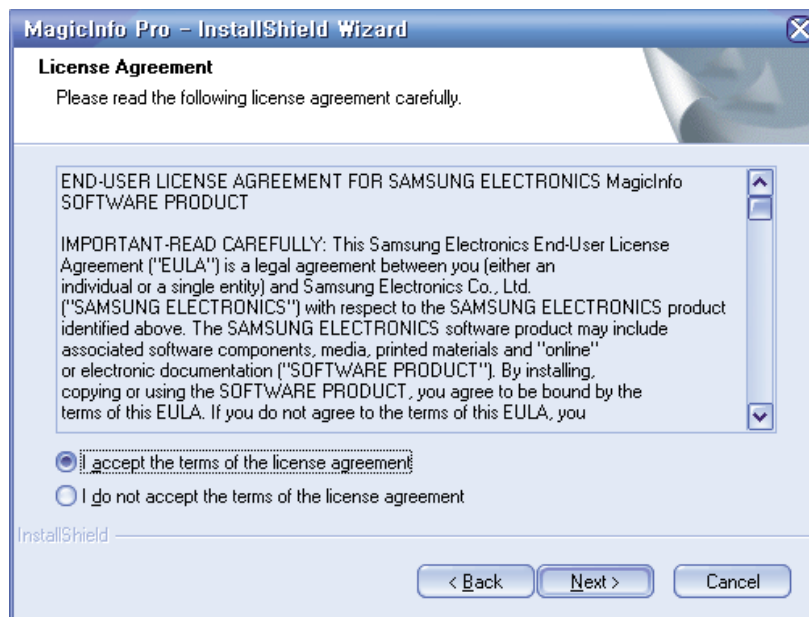 MagicInfo Pro - InstallShield Wizard
License Agreement
Please read the following license agreement carefully.
END-USER LICENSE AGREEMENT FOR SAMSUNG ELECTRONICS MagicInfo
SOFTWARE PRODUCT
IMPORTANT-READ CAREFULLY: This Samsung Electronics End-User License
Agreement ("EULA") is a legal agreement between you (either an
individual or a single entity) and Samsung Electronics Co., Ltd.
("SAMSUNG ELECTRONICS") with respect to the SAMSUNG ELECTRONICS product
identified above. The SAMSUNG ELECTRONICS software product may include
associated software components, media, printed materials and "online"
or electronic documentation ("SOFTWARE PRODUCT"). By installing,
copying or using the SOFTWARE PRODUCT, you agree to be bound by the
terms of this EULA. If you do not agree to the terms of this EULA, you
I accept the terms of the license agreement
I do not accept the terms of the license agreement
InstallShield
< Back
Next >
Cancel